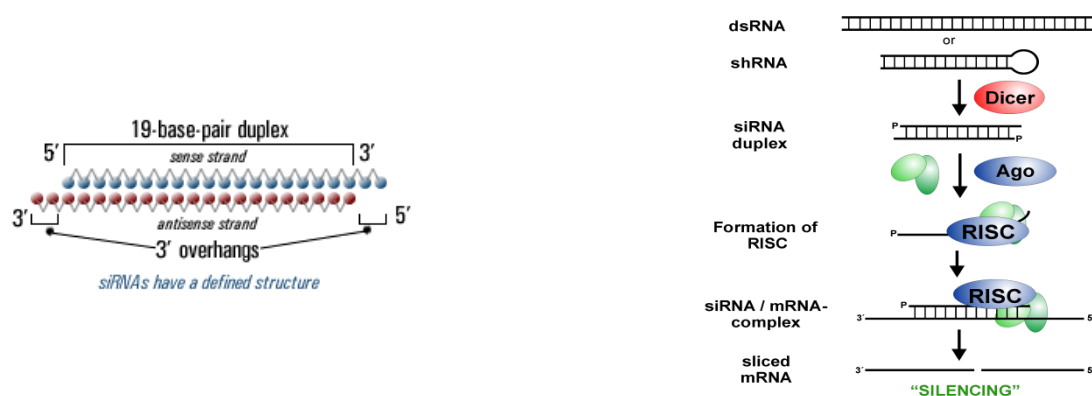 19-base-pair duplex
5′ sense strand 3′
3′ antisense strand 5′
3′ overhangs
siRNAs have a defined structure
dsRNA
or
shRNA
Dicer
siRNA
duplex
P
P
Ago
Formation of
RISC
P
RISC
siRNA / mRNA-
complex
P
RISC
3´ 5
sliced
mRNA
3´ 5
"SILENCING"